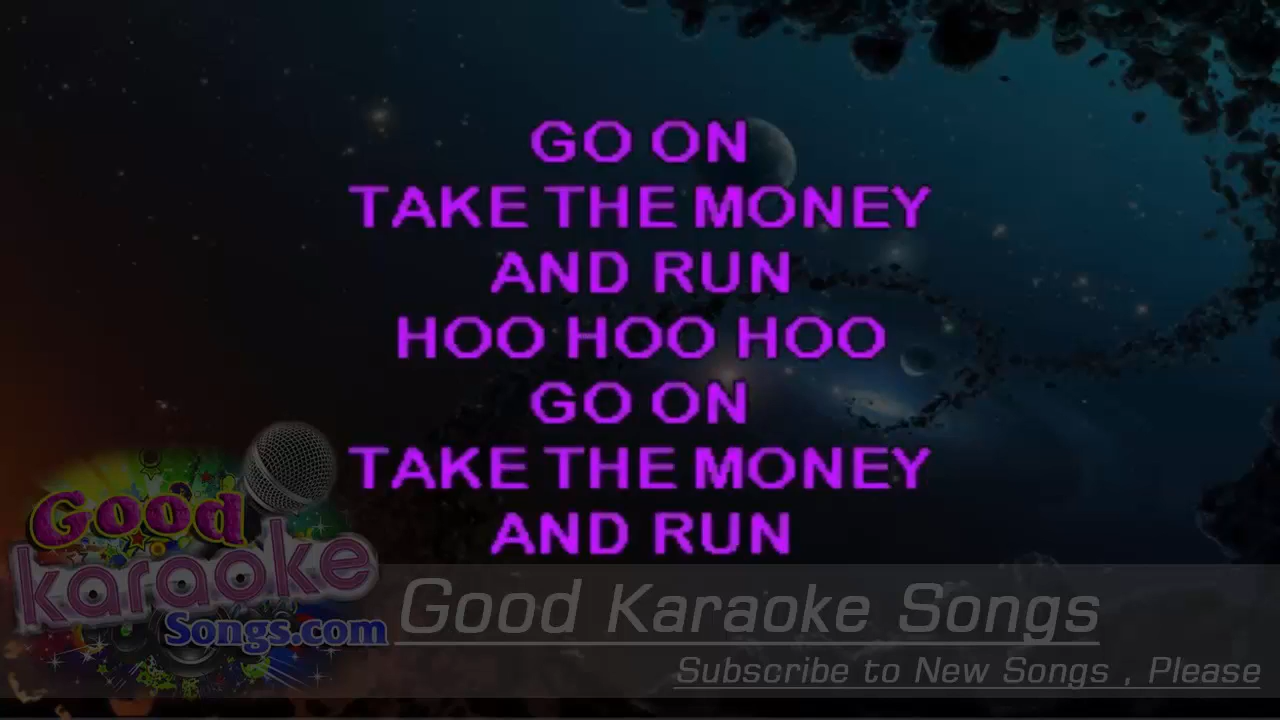 GO ON
TAKE THE MONEY
AND RUN
HOO HOO HOO
GO ON
TAKE THE MONEY
AND RUN
Good
karaoke
Songs.com
Good Karaoke Songs
Subscribe to New Songs , Please